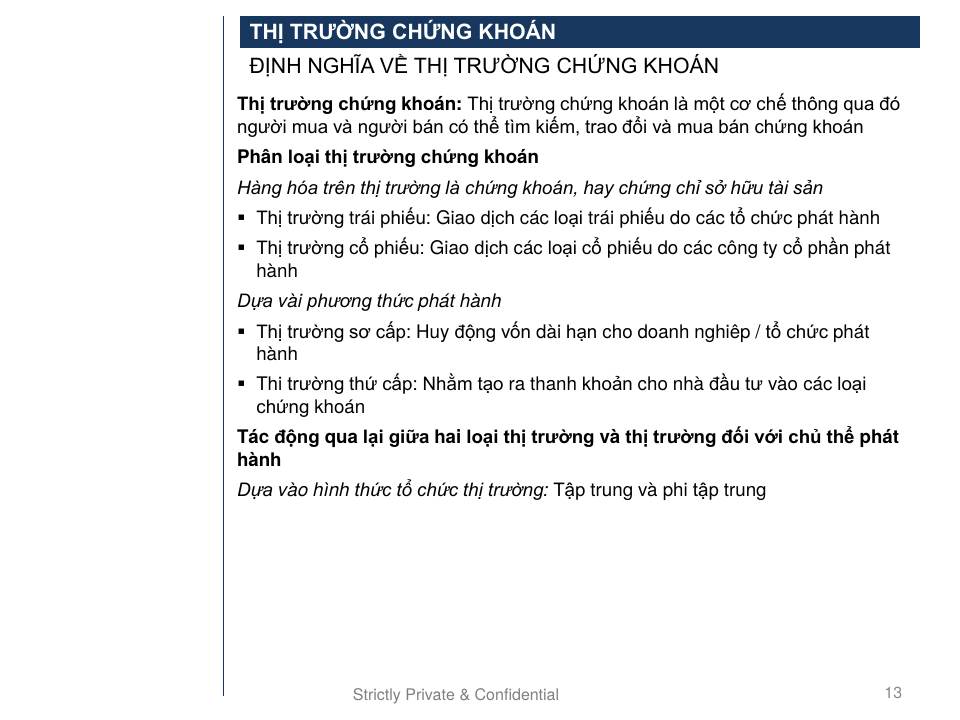 THỊ TRƯỜNG CHỨNG KHOÁN
ĐỊNH NGHĨA VỀ THỊ TRƯỜNG CHỨNG KHOÁN
Thị trường chứng khoán: Thị trường chứng khoán là một cơ chế thông qua đó
người mua và người bán có thể tìm kiếm, trao đổi và mua bán chứng khoán
Phân loại thị trường chứng khoán
Hàng hóa trên thị trường là chứng khoán, hay chứng chỉ sở hữu tài sản
▪ Thị trường trái phiếu: Giao dịch các loại trái phiếu do các tổ chức phát hành
▪ Thị trường cổ phiếu: Giao dịch các loại cổ phiếu do các công ty cổ phần phát
hành
Dựa vài phương thức phát hành
▪ Thị trường sơ cấp: Huy động vốn dài hạn cho doanh nghiêp / tổ chức phát
hành
▪ Thi trường thứ cấp: Nhằm tạo ra thanh khoản cho nhà đầu tư vào các loại
chứng khoán
Tác động qua lại giữa hai loại thị trường và thị trường đối với chủ thể phát
hành
Dựa vào hình thức tổ chức thị trường: Tập trung và phi tập trung
Strictly Private & Confidential
13